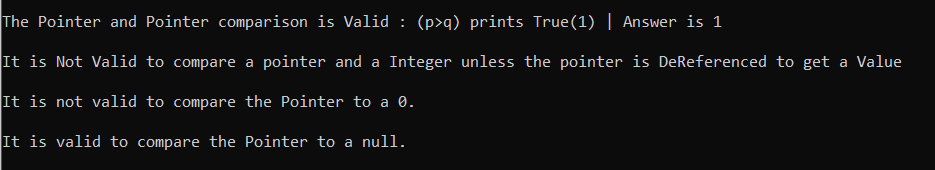 The Pointer and Pointer comparison is Valid : (p>q) prints True(1) | Answer is 1
It is Not Valid to compare a pointer and a Integer unless the pointer is DeReferenced to get a Value
It is not valid to compare the Pointer to a 0.
It is valid to compare the Pointer to a null.